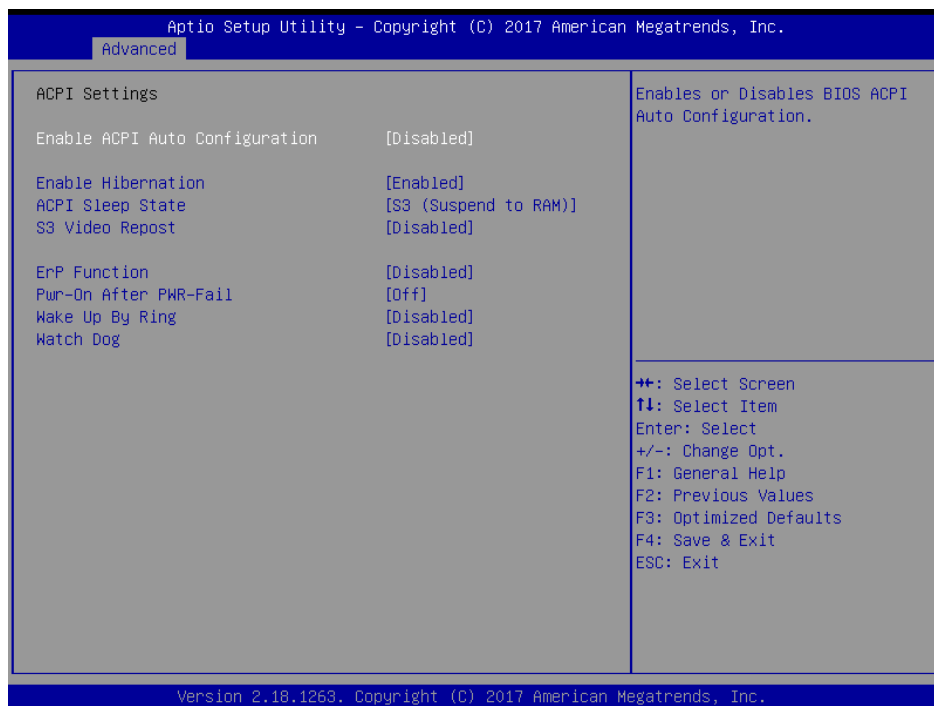 Aptio Setup Utility – Copyright (C) 2017 American Megatrends, Inc.
Advanced
ACPI Settings
Enable ACPI Auto Configuration [Disabled]
Enable Hibernation [Enabled]
ACPI Sleep State [S3 (Suspend to RAM)]
S3 Video Repost [Disabled]
ErP Function [Disabled]
Pwr-On After PWR-Fail [Off]
Wake Up By Ring [Disabled]
Watch Dog [Disabled]
Enables or Disables BIOS ACPI
Auto Configuration.
→←: Select Screen
↑↓: Select Item
Enter: Select
+/-: Change Opt.
F1: General Help
F2: Previous Values
F3: Optimized Defaults
F4: Save & Exit
ESC: Exit
Version 2.18.1263. Copyright (C) 2017 American Megatrends, Inc.